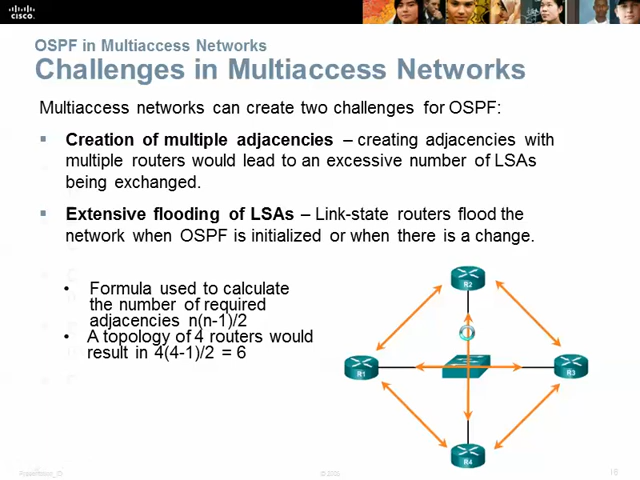 CISCO
OSPF in Multiaccess Networks
Challenges in Multiaccess Networks
Multiaccess networks can create two challenges for OSPF:
▪ Creation of multiple adjacencies – creating adjacencies with
multiple routers would lead to an excessive number of LSAs
being exchanged.
▪ Extensive flooding of LSAs – Link-state routers flood the
network when OSPF is initialized or when there is a change.
• Formula used to calculate
the number of required
adjacencies n(n-1)/2
• A topology of 4 routers would
result in 4(4-1)/2 = 6
R2
R1
R3
R4
Presentation_ID
16